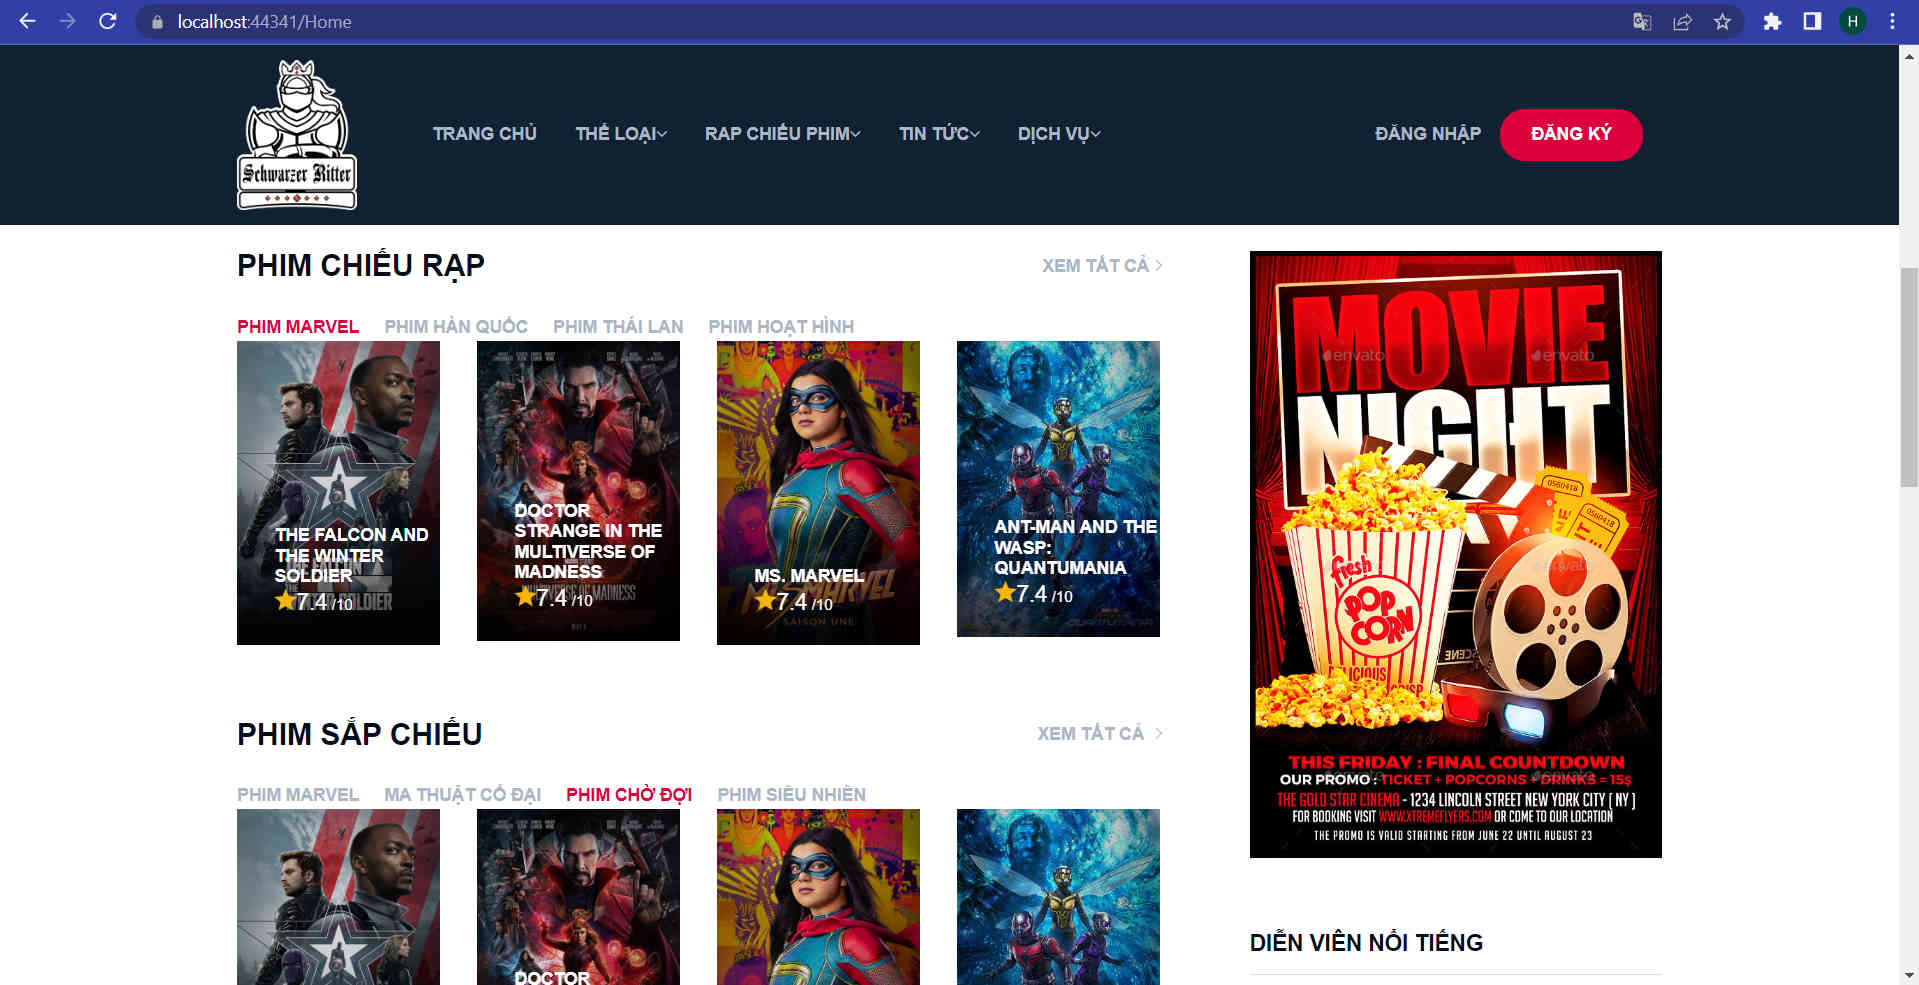 localhost:44341/Home
H
Schwarzer Ritter
TRANG CHỦ
THỂ LOẠI
RẠP CHIẾU PHIM
TIN TỨC
DỊCH VỤ
ĐĂNG NHẬP
ĐĂNG KÝ
PHIM CHIẾU RẠP
XEM TẤT CẢ
PHIM MARVEL
PHIM HÀN QUỐC
PHIM THÁI LAN
PHIM HOẠT HÌNH
THE FALCON AND
THE WINTER
SOLDIER
7.4 /10
DOCTOR
STRANGE IN THE
MULTIVERSE OF
MADNESS
7.4 /10
MS. MARVEL
7.4 /10
SAISON UNE
ANT-MAN AND THE
WASP:
QUANTUMANIA
7.4 /10
PHIM SẮP CHIẾU
XEM TẤT CẢ
PHIM MARVEL
MA THUẬT CỔ ĐẠI
PHIM CHỜ ĐỢI
PHIM SIÊU NHIÊN
DOCTOR
MOVIE
NIGHT
envato
envato
0560418
0560418
fresh
POP
CORN
DELICIOUS
CRISP
SCENE
THIS FRIDAY : FINAL COUNTDOWN
OUR PROMO : TICKET + POPCORNS + DRINKS = 15$
THE GOLD STAR CINEMA - 1234 LINCOLN STREET NEW YORK CITY ( NY )
FOR BOOKING VISIT WWW.XTREMEFLYERS.COM OR COME TO OUR LOCATION
THE PROMO IS VALID STARTING FROM JUNE 22 UNTIL AUGUST 23
DIỄN VIÊN NỔI TIẾNG